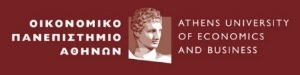 ΟΙΚΟΝΟΜΙΚΟ
ΠΑΝΕΠΙΣΤΗΜΙΟ
ΑΘΗΝΩΝ
ATHENS UNIVERSITY
OF ECONOMICS
AND BUSINESS